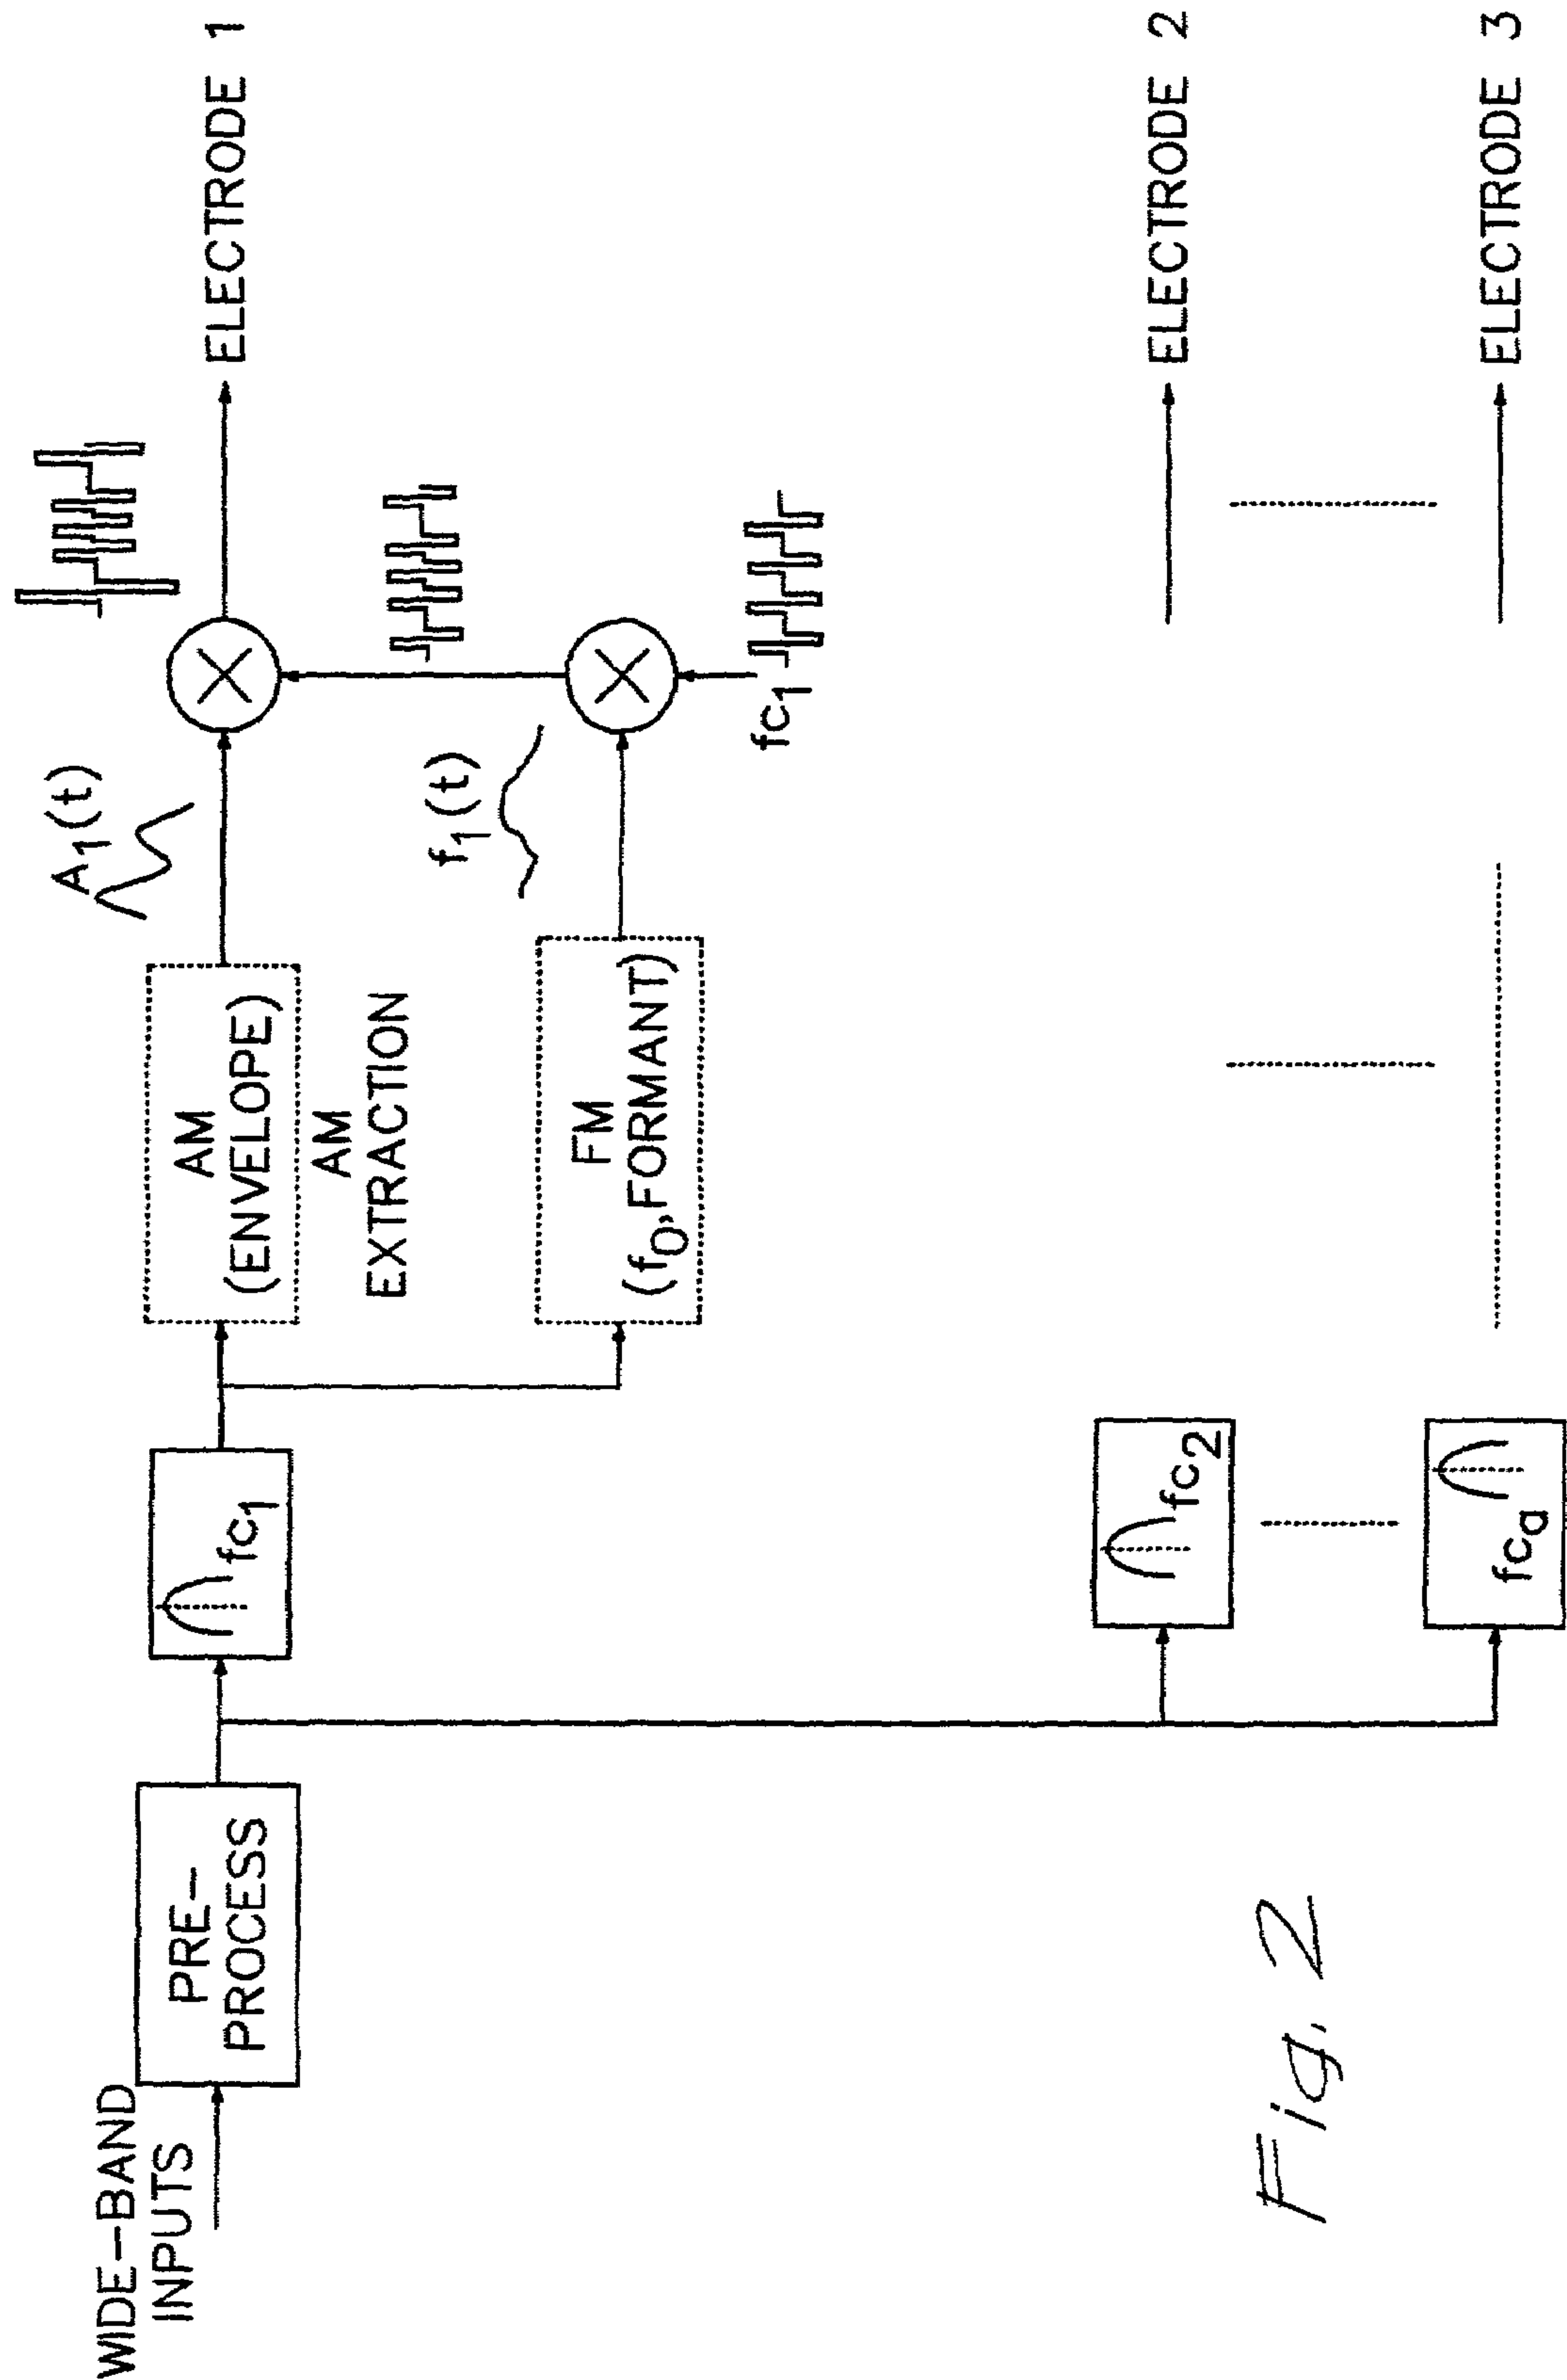 WIDE-BAND
INPUTS
PRE-
PROCESS
fc1
AM
(ENVELOPE)
AM
EXTRACTION
A1(t)
ELECTRODE 1
FM
(f0,FORMANT)
f1(t)
fc1
fc2
ELECTRODE 2
fca
ELECTRODE 3
Fig. 2